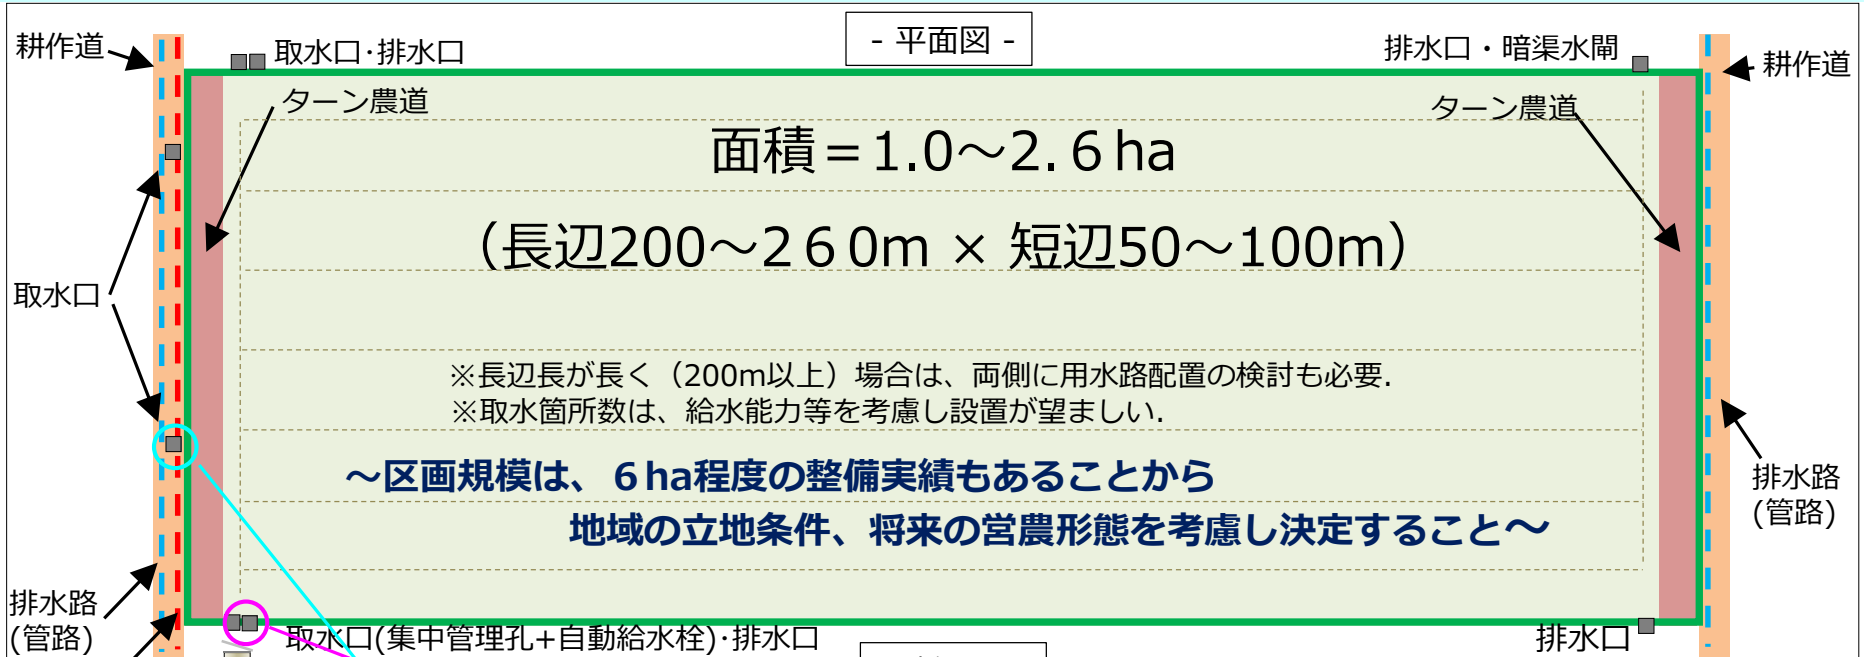 - 平面図 -
耕作道
取水口･排水口
排水口・暗渠水閘
耕作道
ターン農道
ターン農道
面積＝1.0～2.６ha
（長辺200～2６0m × 短辺50～100m）
取水口
※長辺長が長く（200m以上）場合は、両側に用水路配置の検討も必要.
※取水箇所数は、給水能力等を考慮し設置が望ましい.
～区画規模は、６ha程度の整備実績もあることから
地域の立地条件、将来の営農形態を考慮し決定すること～
排水路
(管路)
排水路
(管路)
取水口(集中管理孔+自動給水栓)･排水口
排水口